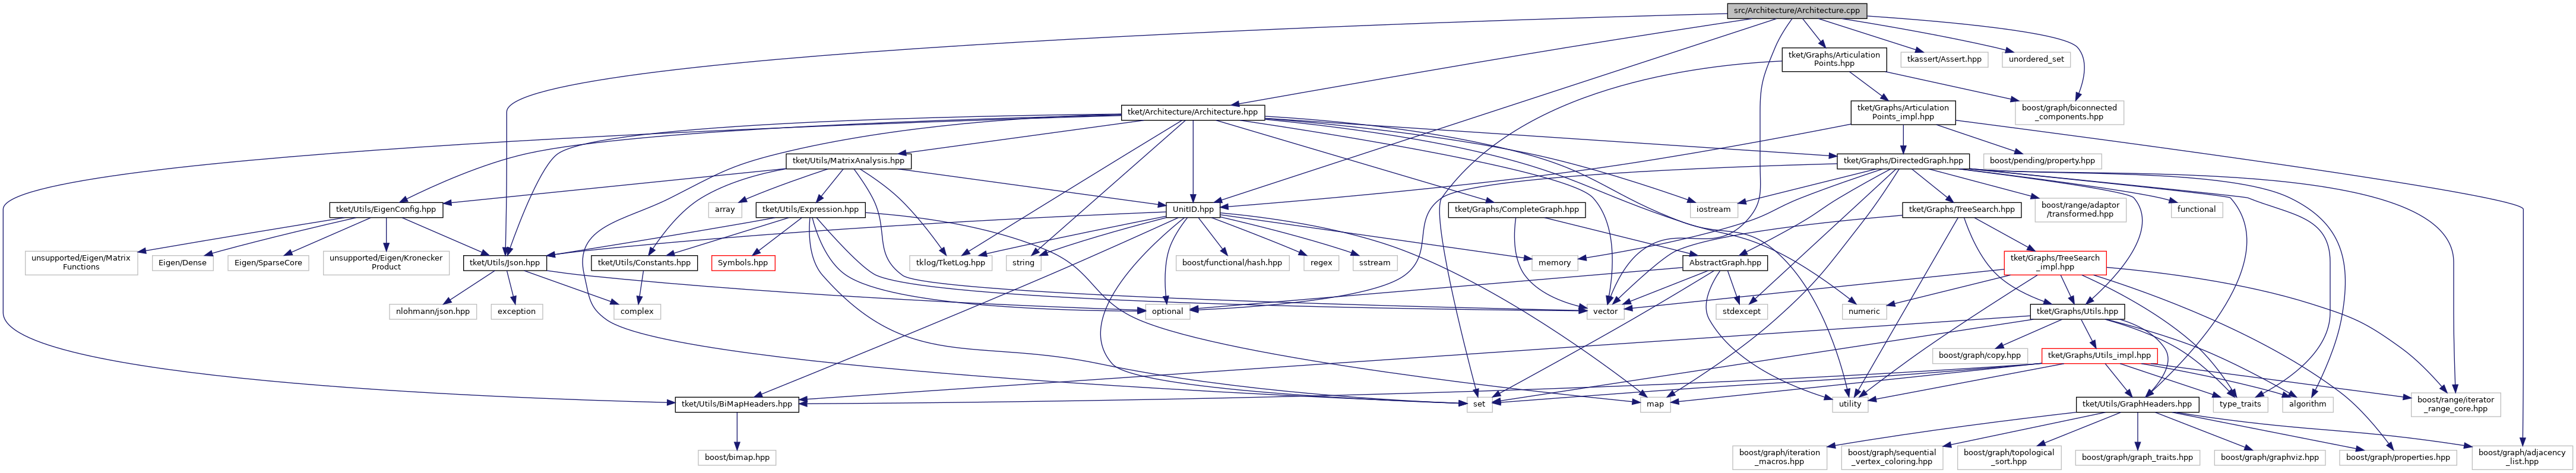 src/Architecture/Architecture.cpp
tket/Graphs/Articulation
Points.hpp
tkassert/Assert.hpp
unordered_set
tket/Architecture/Architecture.hpp
tket/Graphs/Articulation
Points_impl.hpp
boost/graph/biconnected
_components.hpp
tket/Utils/MatrixAnalysis.hpp
tket/Graphs/DirectedGraph.hpp
boost/pending/property.hpp
tket/Utils/EigenConfig.hpp
array
tket/Utils/Expression.hpp
UnitID.hpp
tket/Graphs/CompleteGraph.hpp
iostream
tket/Graphs/TreeSearch.hpp
boost/range/adaptor
/transformed.hpp
functional
unsupported/Eigen/Matrix
Functions
Eigen/Dense
Eigen/SparseCore
unsupported/Eigen/Kronecker
Product
tket/Utils/Json.hpp
tket/Utils/Constants.hpp
Symbols.hpp
tklog/TketLog.hpp
string
boost/functional/hash.hpp
regex
sstream
memory
AbstractGraph.hpp
tket/Graphs/TreeSearch
_impl.hpp
nlohmann/json.hpp
exception
complex
optional
vector
stdexcept
numeric
tket/Graphs/Utils.hpp
boost/graph/copy.hpp
tket/Graphs/Utils_impl.hpp
tket/Utils/BiMapHeaders.hpp
set
map
utility
tket/Utils/GraphHeaders.hpp
type_traits
algorithm
boost/range/iterator
_range_core.hpp
boost/bimap.hpp
boost/graph/iteration
_macros.hpp
boost/graph/sequential
_vertex_coloring.hpp
boost/graph/topological
_sort.hpp
boost/graph/graph_traits.hpp
boost/graph/graphviz.hpp
boost/graph/properties.hpp
boost/graph/adjacency
_list.hpp